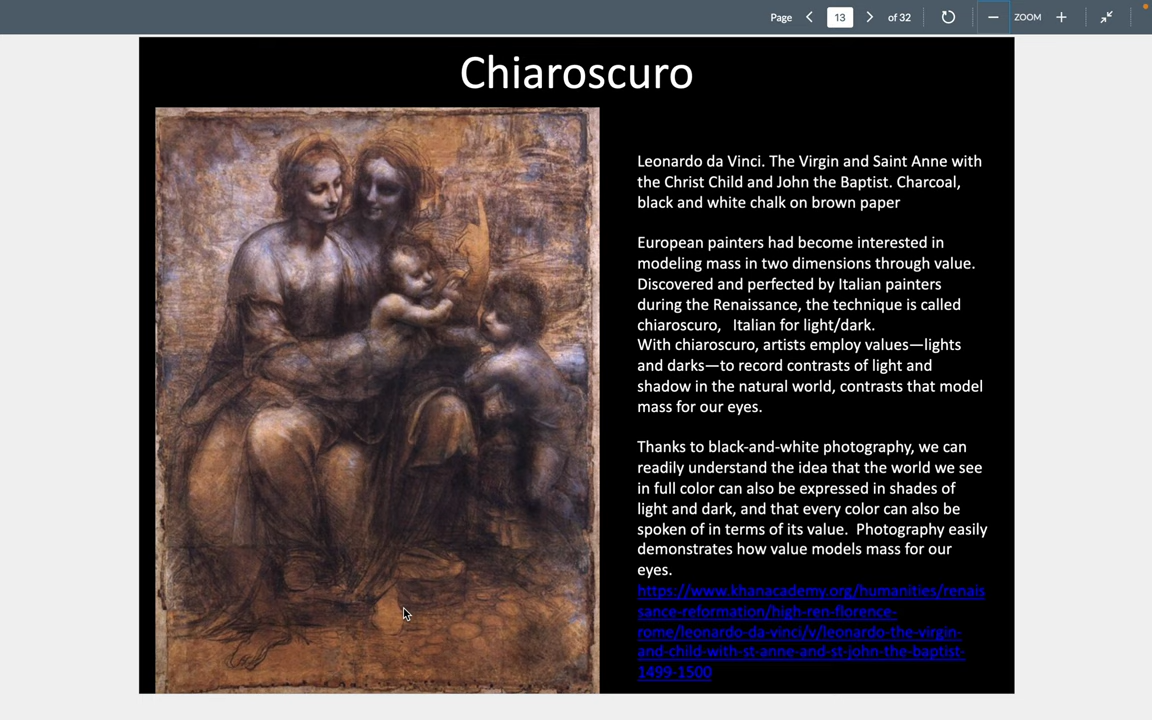 Page 13 of 32 ZOOM
Chiaroscuro
Leonardo da Vinci. The Virgin and Saint Anne with
the Christ Child and John the Baptist. Charcoal,
black and white chalk on brown paper
European painters had become interested in
modeling mass in two dimensions through value.
Discovered and perfected by Italian painters
during the Renaissance, the technique is called
chiaroscuro,   Italian for light/dark.
With chiaroscuro, artists employ values—lights
and darks—to record contrasts of light and
shadow in the natural world, contrasts that model
mass for our eyes.
Thanks to black-and-white photography, we can
readily understand the idea that the world we see
in full color can also be expressed in shades of
light and dark, and that every color can also be
spoken of in terms of its value.  Photography easily
demonstrates how value models mass for our
eyes.
https://www.khanacademy.org/humanities/renais
sance-reformation/high-ren-florence-
rome/leonardo-da-vinci/v/leonardo-the-virgin-
and-child-with-st-anne-and-st-john-the-baptist-
1499-1500